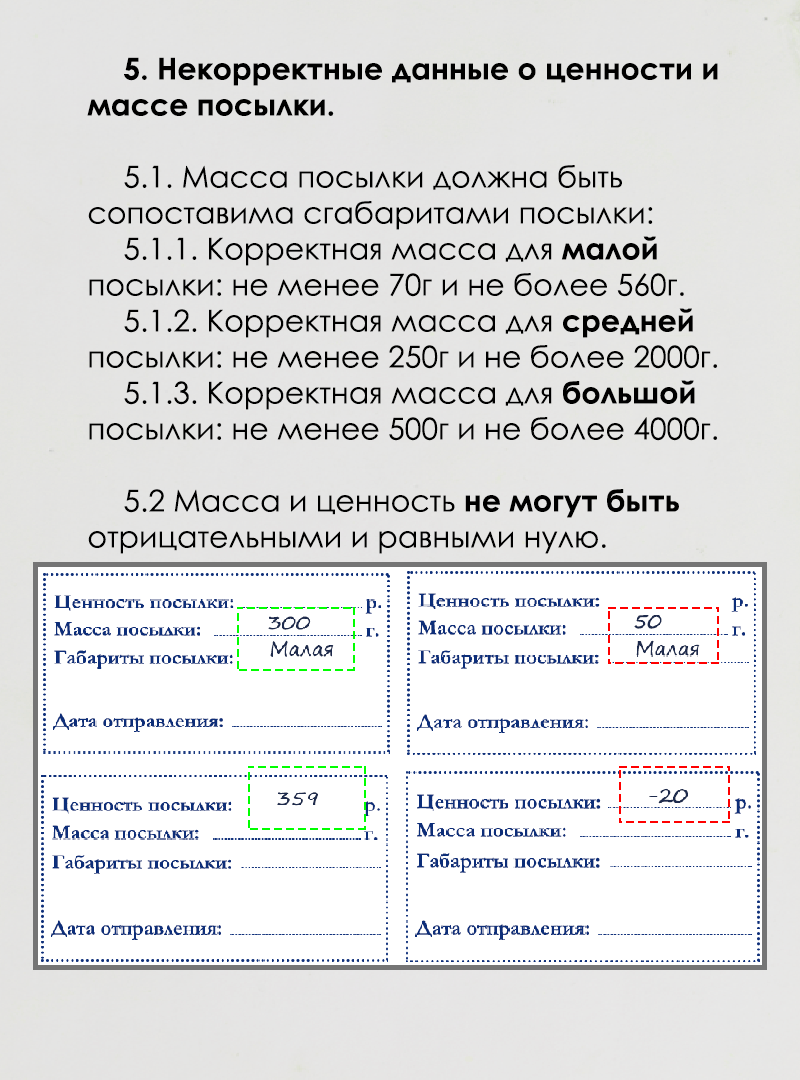 5. Некорректные данные о ценности и
массе посылки.
5.1. Масса посылки должна быть
сопоставима сгабаритами посылки:
5.1.1. Корректная масса для малой
посылки: не менее 70г и не более 560г.
5.1.2. Корректная масса для средней
посылки: не менее 250г и не более 2000г.
5.1.3. Корректная масса для большой
посылки: не менее 500г и не более 4000г.
5.2 Масса и ценность не могут быть
отрицательными и равными нулю.
Ценность посылки: р.
Масса посылки: 300 г.
Габариты посылки: Малая
Дата отправления:
Ценность посылки: р.
Масса посылки: 50 г.
Габариты посылки: Малая
Дата отправления:
Ценность посылки: 359 р.
Масса посылки: г.
Габариты посылки:
Дата отправления:
Ценность посылки: -20 р.
Масса посылки: г.
Габариты посылки:
Дата отправления: